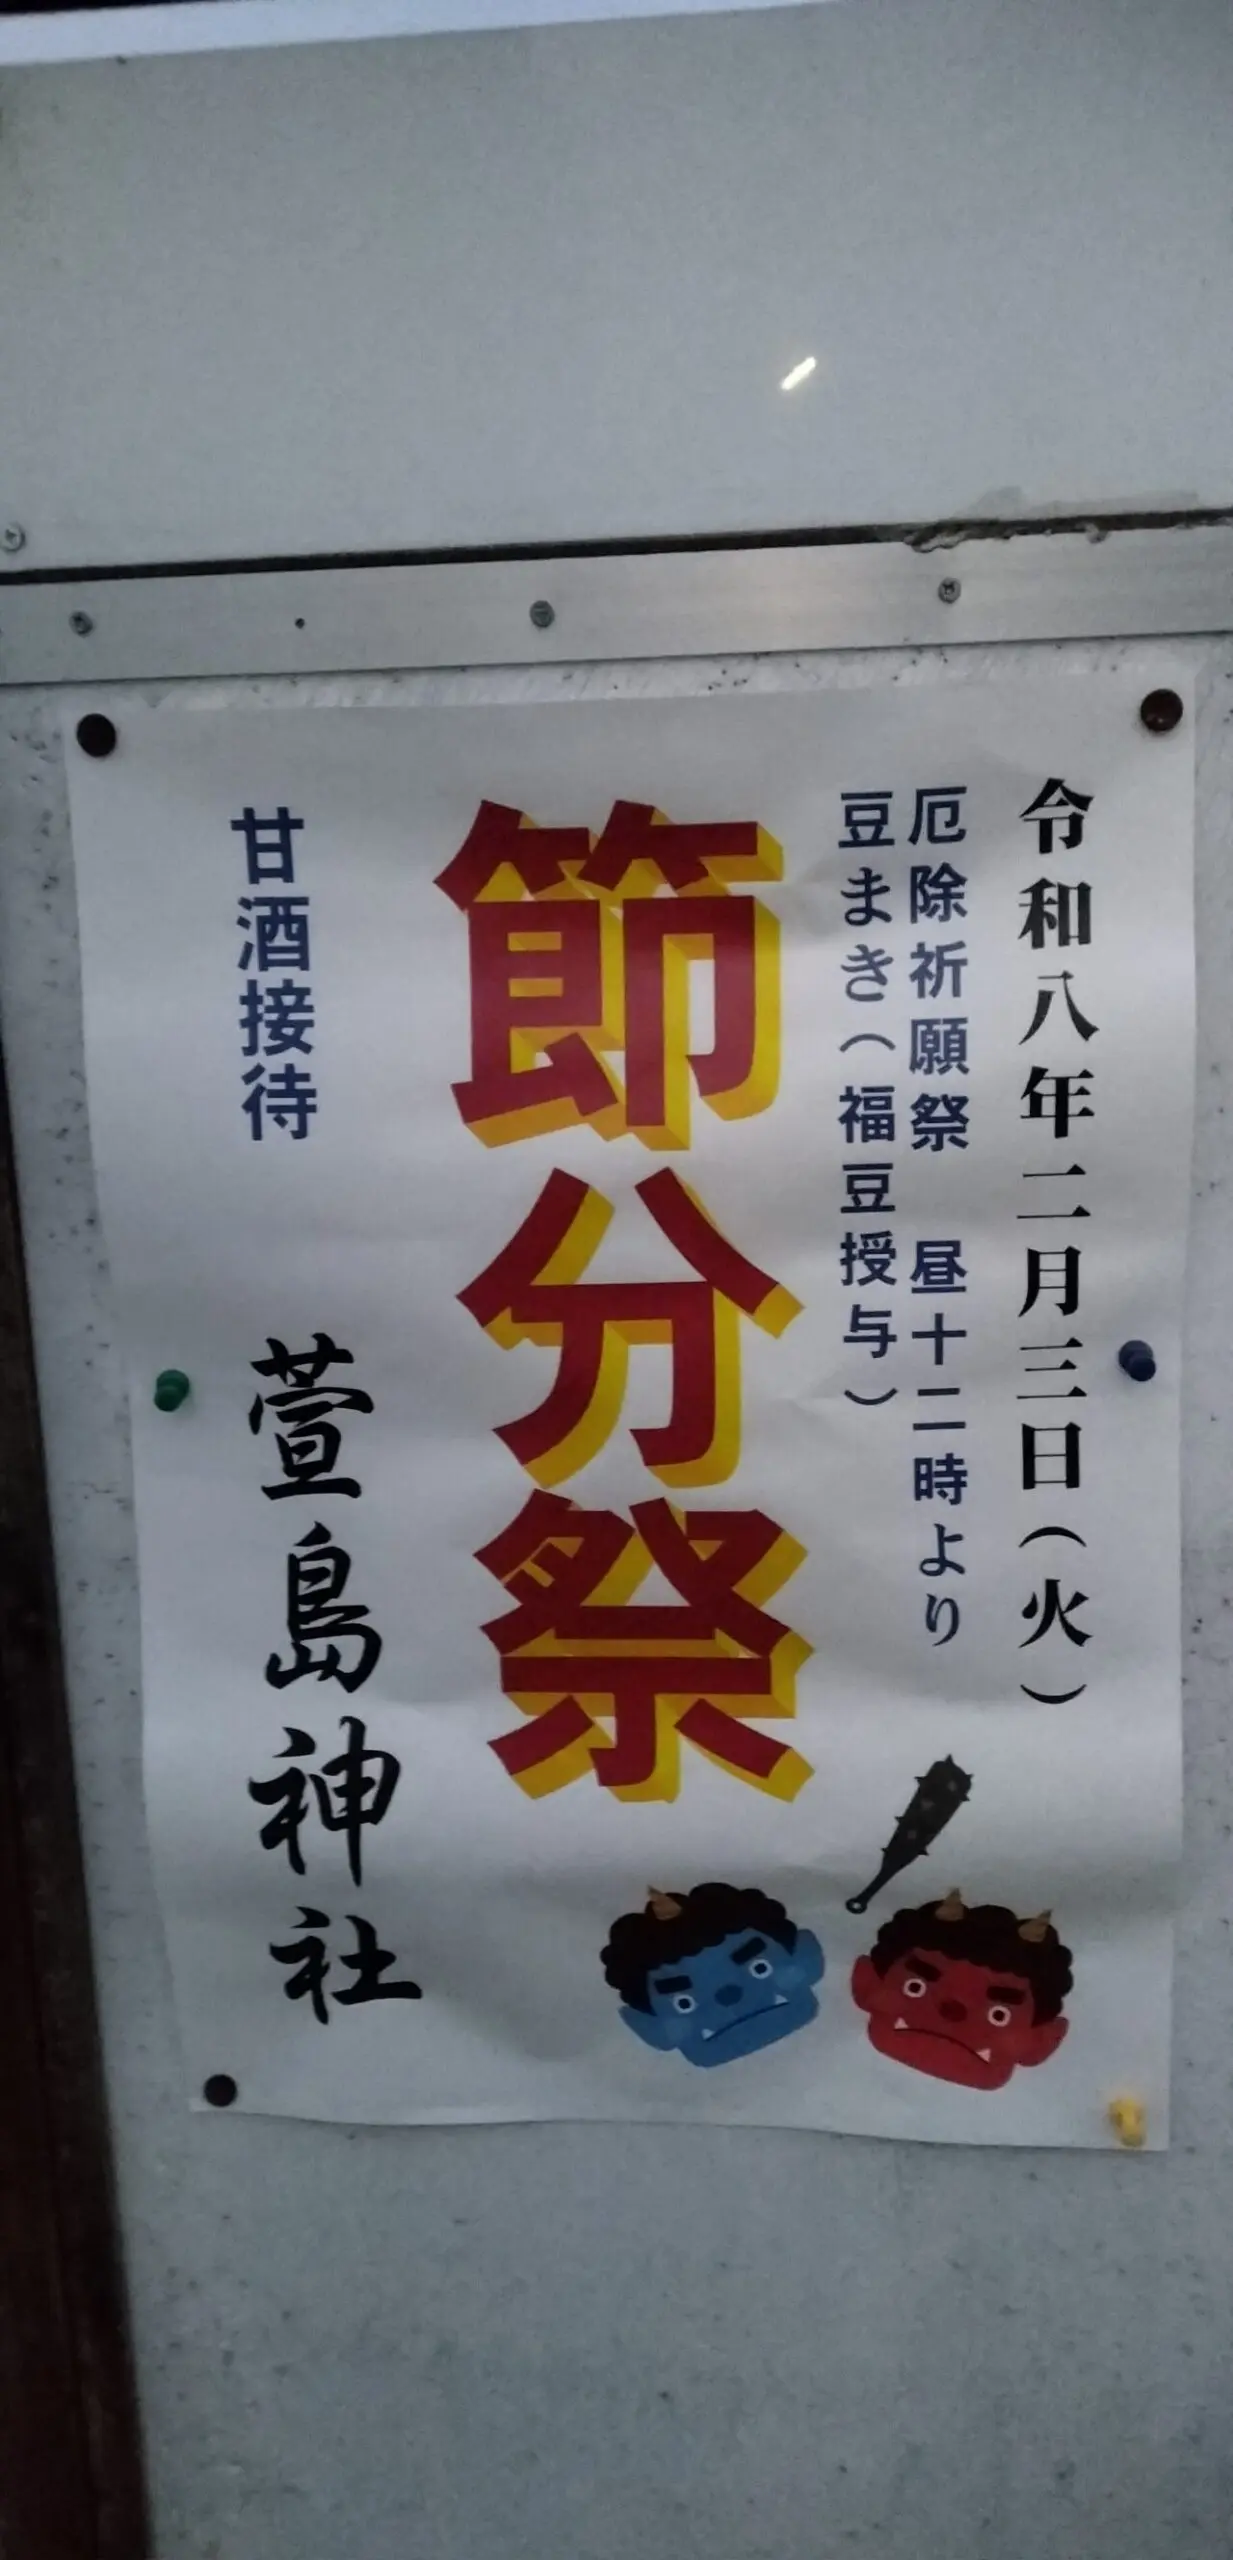 令和八年二月三日（火）
厄除祈願祭　昼十二時より
豆まき（福豆授与）
節分祭
甘酒接待
萱島神社